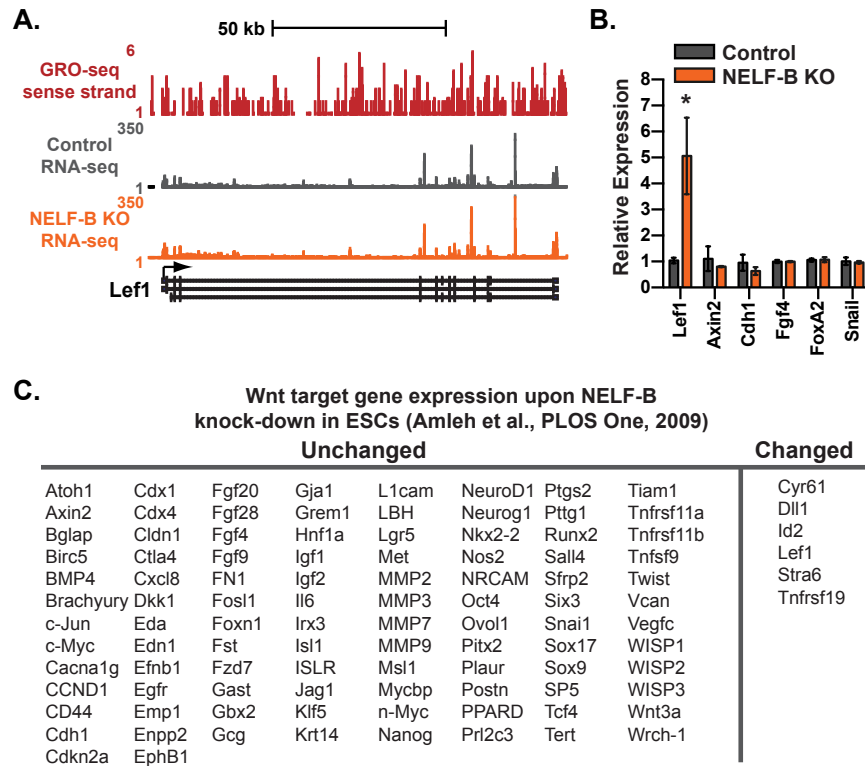 A.
50 kb
6
GRO-seq
sense strand
1
350
Control
RNA-seq
1
350
NELF-B KO
RNA-seq
1
Lef1
B.
Control
NELF-B KO
Relative Expression
8
7
6
5
4
3
2
1
0
*
Lef1
Axin2
Cdh1
Fgf4
FoxA2
Snail
C.
Wnt target gene expression upon NELF-B
knock-down in ESCs (Amleh et al., PLOS One, 2009)
Unchanged Changed
Atoh1 Cdx1 Fgf20 Gja1 L1cam NeuroD1 Ptgs2 Tiam1
Axin2 Cdx4 Fgf28 Grem1 LBH Neurog1 Pttg1 Tnfrsf11a
Bglap Cldn1 Fgf4 Hnf1a Lgr5 Nkx2-2 Runx2 Tnfrsf11b
Birc5 Ctla4 Fgf9 Igf1 Met Nos2 Sall4 Tnfsf9
BMP4 Cxcl8 FN1 Igf2 MMP2 NRCAM Sfrp2 Twist
Brachyury Dkk1 Fosl1 Il6 MMP3 Oct4 Six3 Vcan
c-Jun Eda Foxn1 Irx3 MMP7 Ovol1 Snai1 Vegfc
c-Myc Edn1 Fst Isl1 MMP9 Pitx2 Sox17 WISP1
Cacna1g Efnb1 Fzd7 ISLR Msl1 Plaur Sox9 WISP2
CCND1 Egfr Gast Jag1 Mycbp Postn SP5 WISP3
CD44 Emp1 Gbx2 Klf5 n-Myc PPARD Tcf4 Wnt3a
Cdh1 Enpp2 Gcg Krt14 Nanog Prl2c3 Tert Wrch-1
Cdkn2a EphB1
Cyr61
Dll1
Id2
Lef1
Stra6
Tnfrsf19